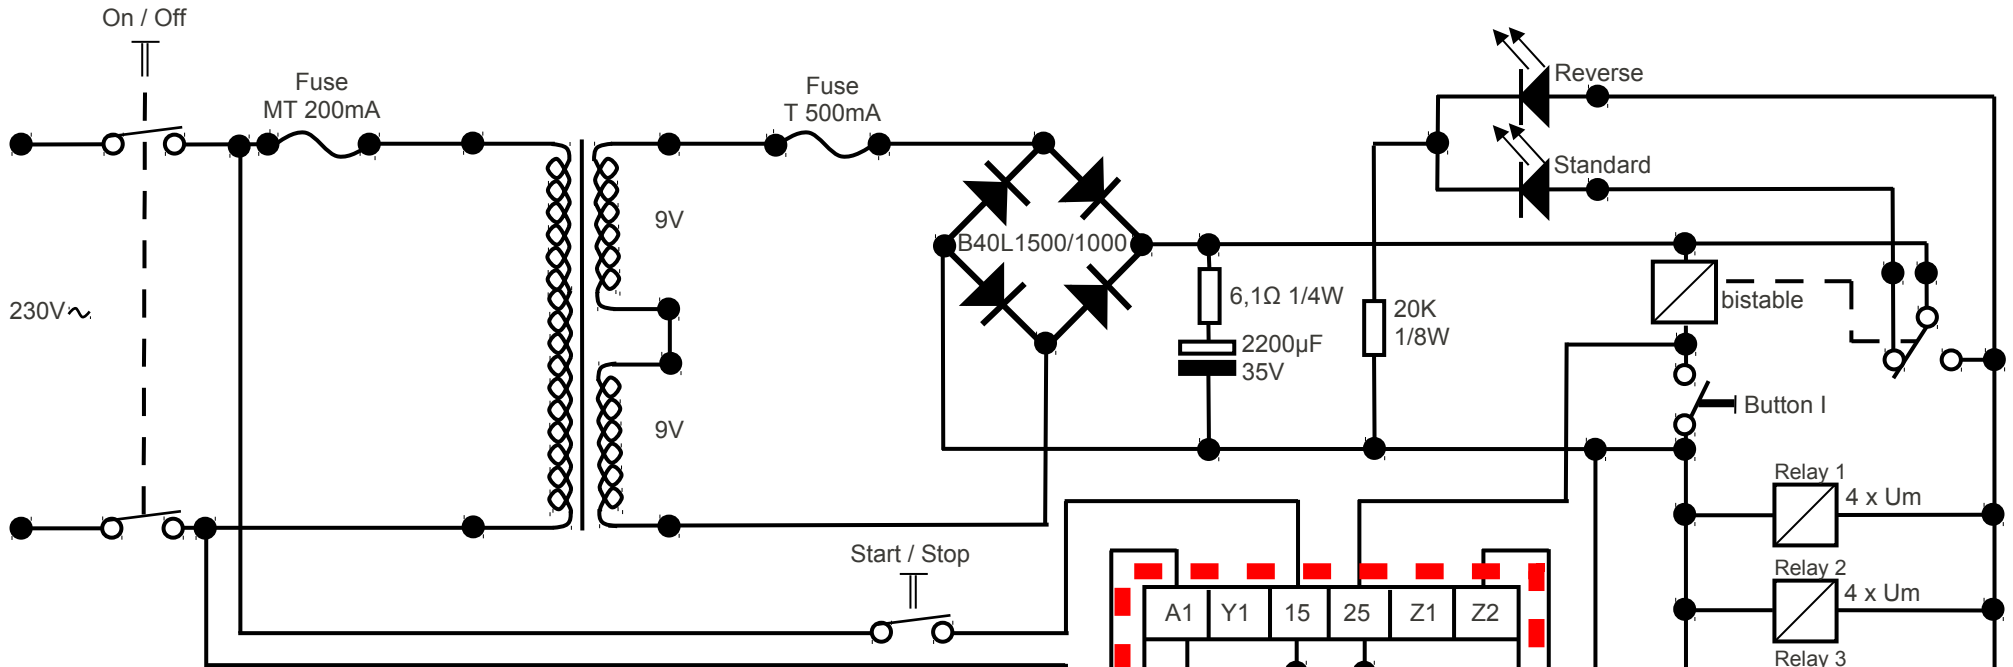 On / Off
Fuse
MT 200mA
Fuse
T 500mA
Reverse
Standard
9V
B40L1500/1000
230V~
6,1Ω 1/4W
2200µF
35V
20K
1/8W
bistable
Button I
9V
Relay 1
4 x Um
Start / Stop
Relay 2
4 x Um
A1 Y1 15 25 Z1 Z2
Relay 3